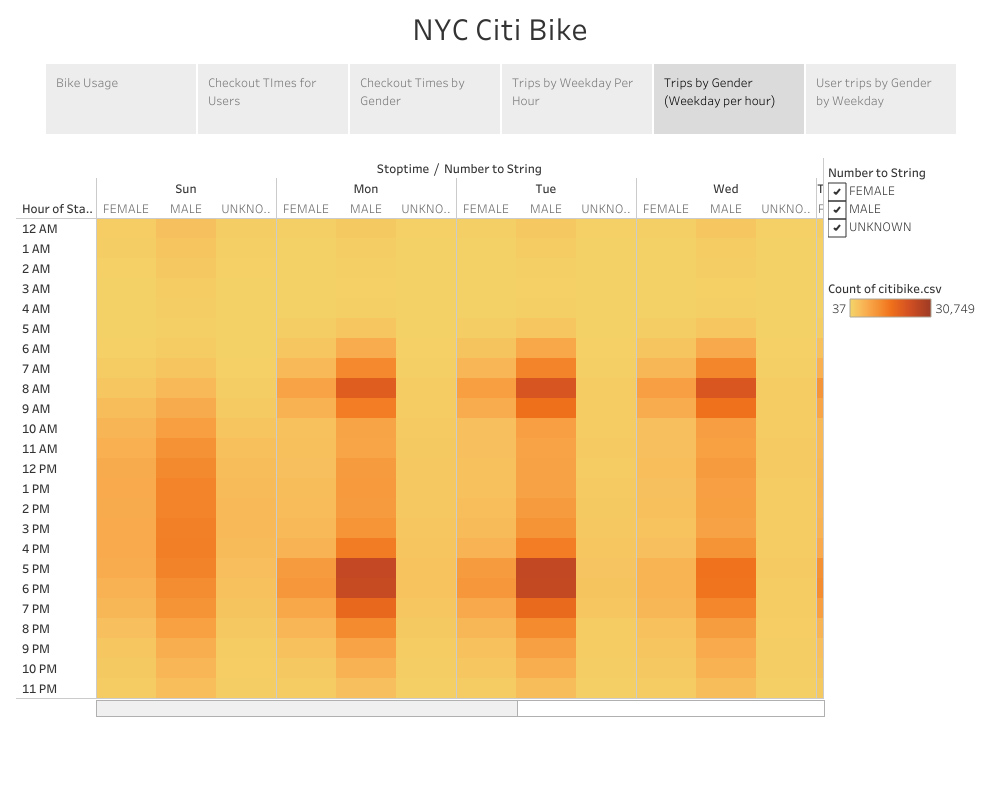 NYC Citi Bike
Bike Usage
Checkout TImes for
Users
Checkout Times by
Gender
Trips by Weekday Per
Hour
Trips by Gender
(Weekday per hour)
User trips by Gender
by Weekday
Stoptime / Number to String
Sun Mon Tue Wed T
Hour of Sta.. FEMALE MALE UNKNO.. FEMALE MALE UNKNO.. FEMALE MALE UNKNO.. FEMALE MALE UNKNO.. F
12 AM
1 AM
2 AM
3 AM
4 AM
5 AM
6 AM
7 AM
8 AM
9 AM
10 AM
11 AM
12 PM
1 PM
2 PM
3 PM
4 PM
5 PM
6 PM
7 PM
8 PM
9 PM
10 PM
11 PM
Number to String
FEMALE
MALE
UNKNOWN
Count of citibike.csv
37 30,749